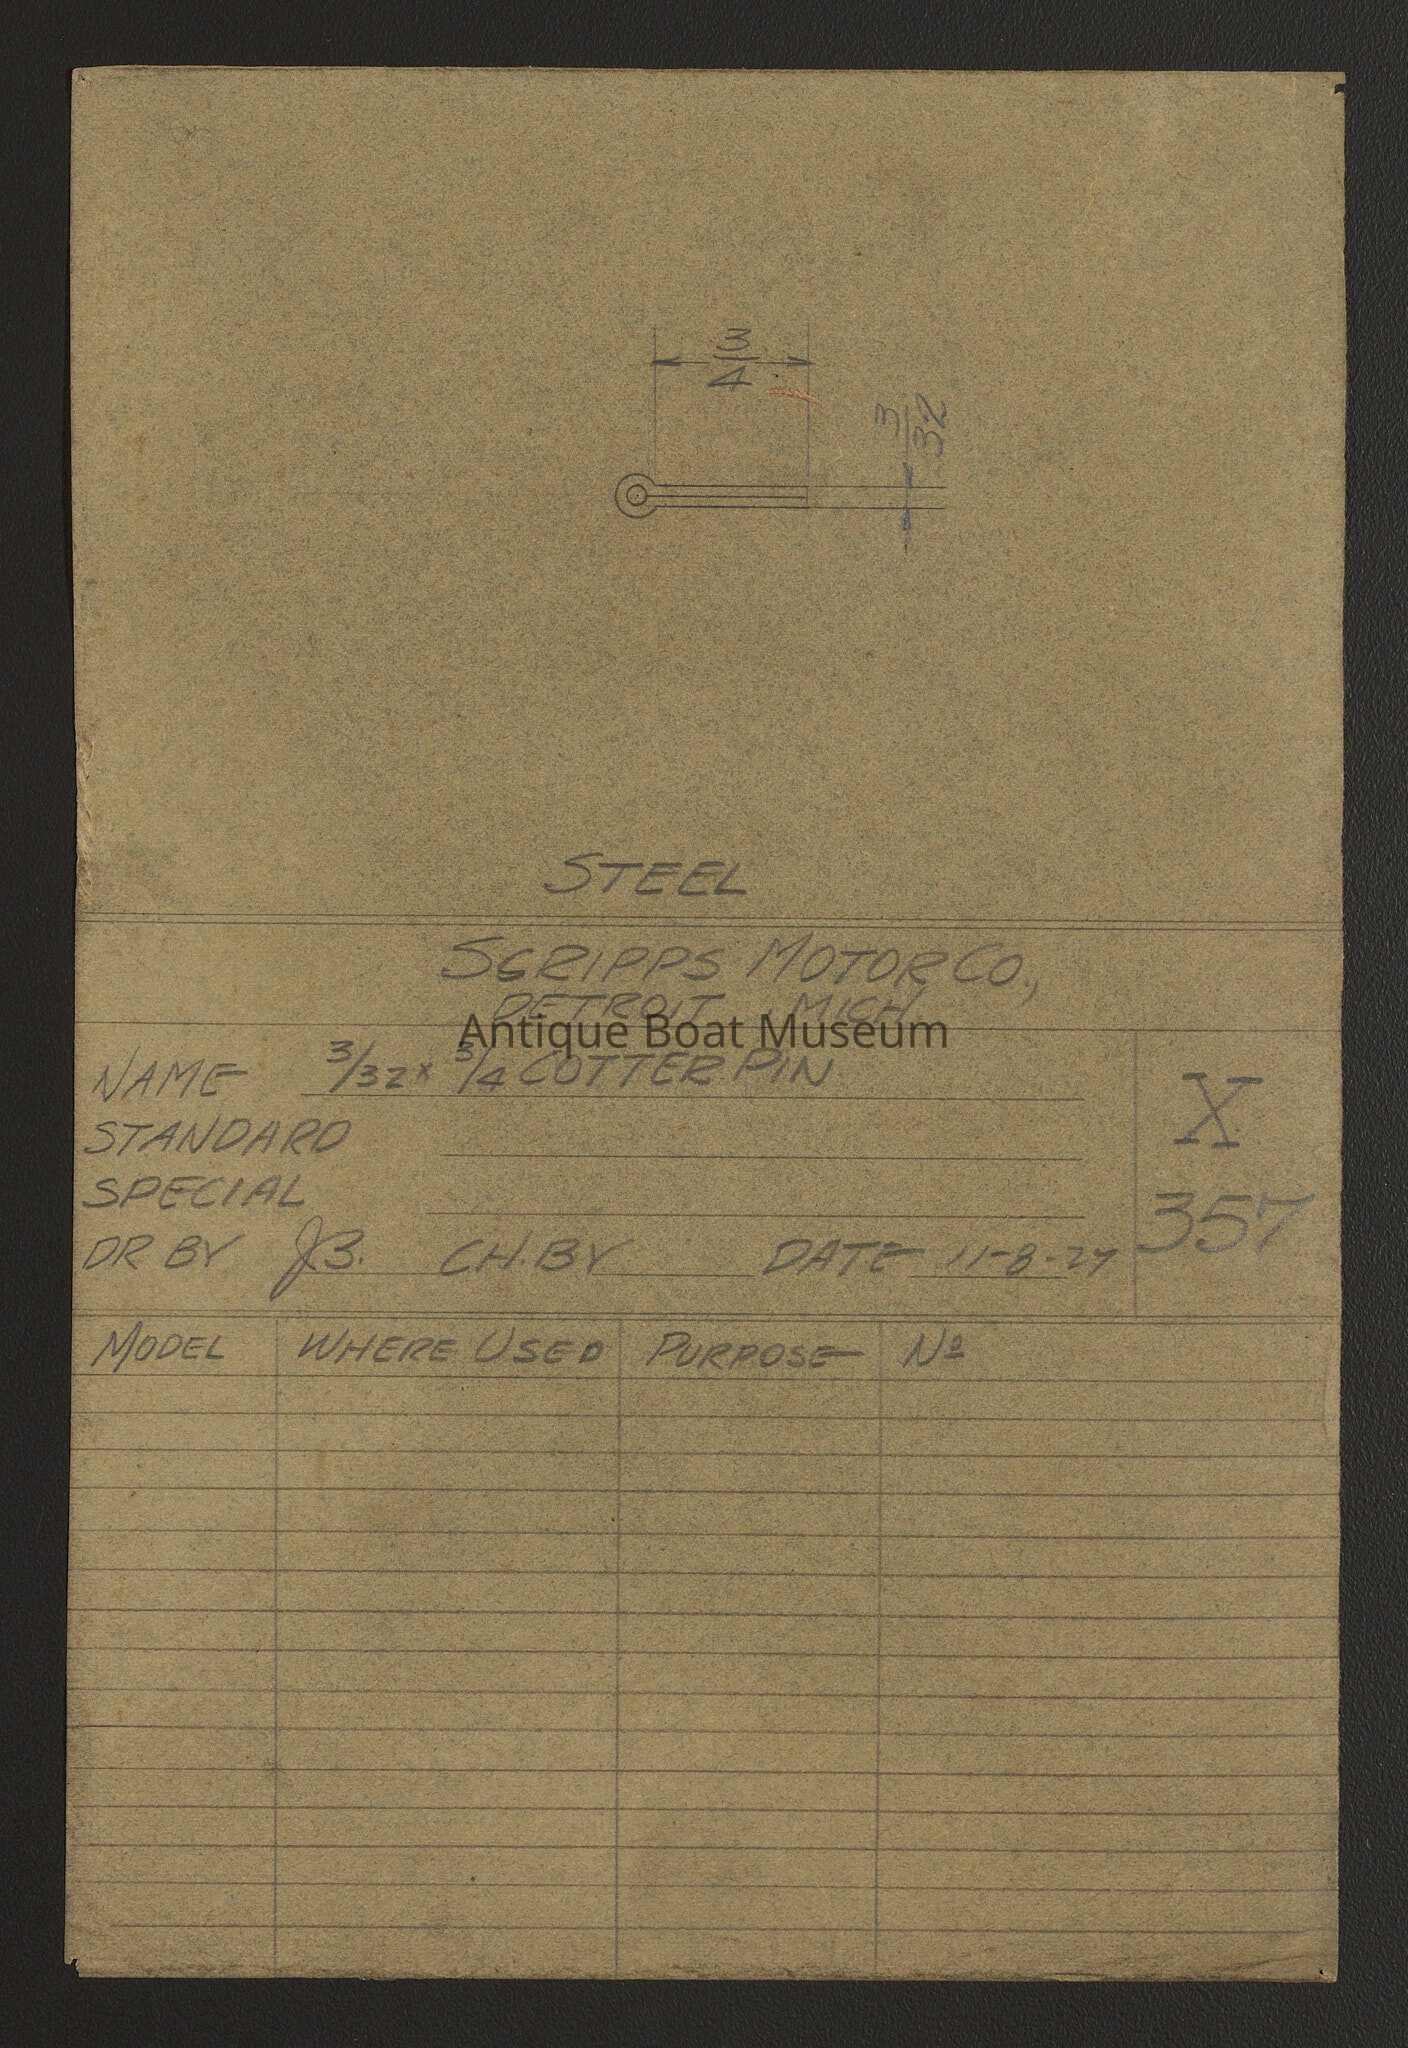 3/4
3/32
STEEL
SCRIPPS MOTOR CO.,
DETROIT, MICH
Antique Boat Museum
NAME 3/32 x 3/4 COTTER PIN
STANDARD
X
SPECIAL
357
DR BY JB. CH. BY DATE 11-8-27
MODEL WHERE USED PURPOSE No